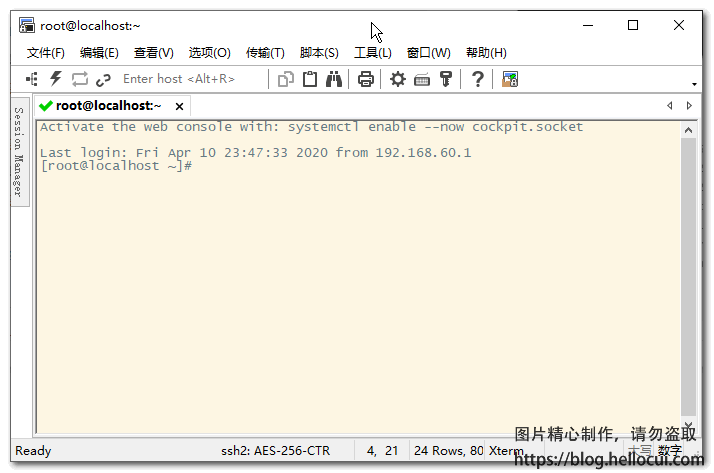 root@localhost:~
文件(F) 编辑(E) 查看(V) 选项(O) 传输(T) 脚本(S) 工具(L) 窗口(W) 帮助(H)
Enter host <Alt+R>
Session Manager
root@localhost:~
Activate the web console with: systemctl enable --now cockpit.socket
Last login: Fri Apr 10 23:47:33 2020 from 192.168.60.1
[root@localhost ~]#
Ready ssh2: AES-256-CTR 4, 21 24 Rows, 80 Xterm 大写 数字
图片精心制作，请勿盗取
https://blog.hellocui.com